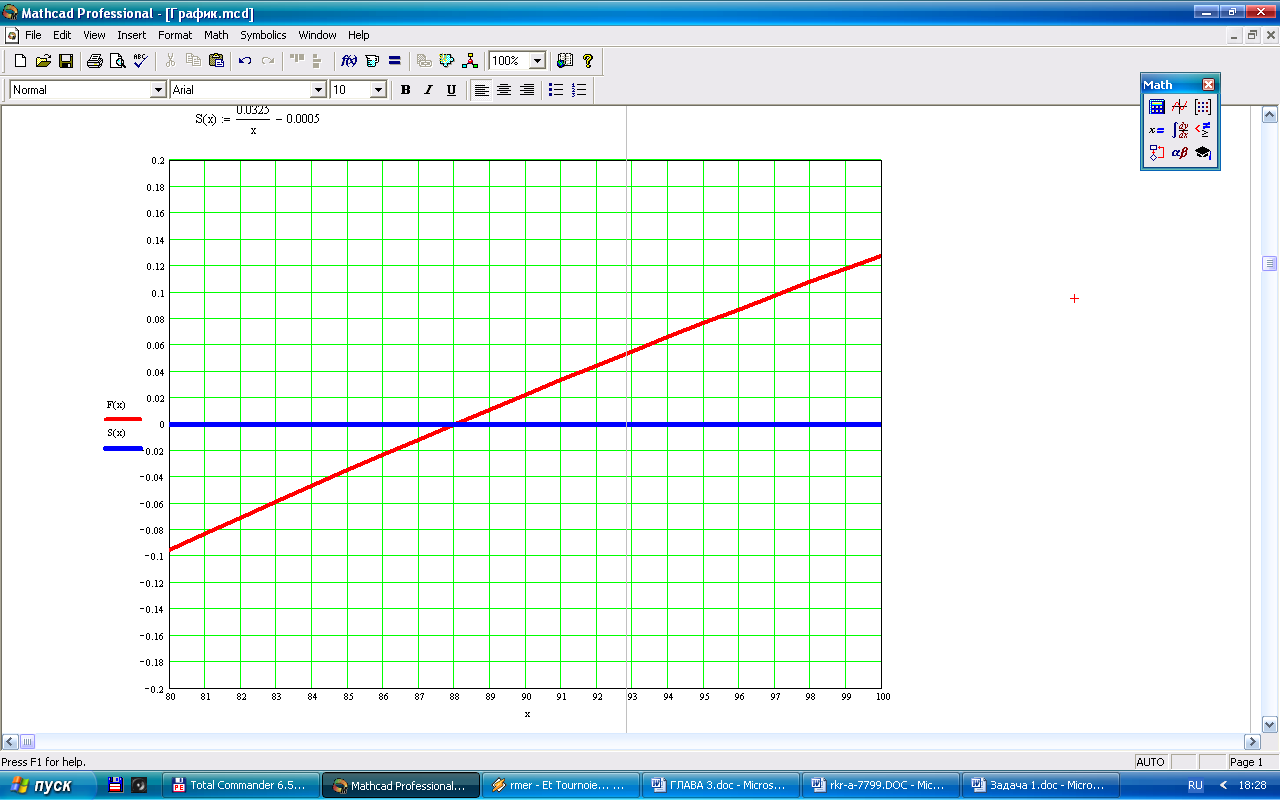 Mathcad Professional - [График.mcd]
File Edit View Insert Format Math Symbolics Window Help
100%
Normal Arial 10 B I U
Math
S(x) := 0.0325 / x − 0.0005
0.2
0.18
0.16
0.14
0.12
0.1
0.08
0.06
0.04
0.02
F(x)
0
S(x)
−0.02
−0.04
−0.06
−0.08
−0.1
−0.12
−0.14
−0.16
−0.18
−0.2
80 81 82 83 84 85 86 87 88 89 90 91 92 93 94 95 96 97 98 99 100
x
Press F1 for help. AUTO Page 1
пуск Total Commander 6.5... Mathcad Professional... rmer - Et Tournoie... ... ГЛАВА 3.doc - Micros... rkr-a-7799.DOC - Mic... Задача 1.doc - Micro... RU 18:28